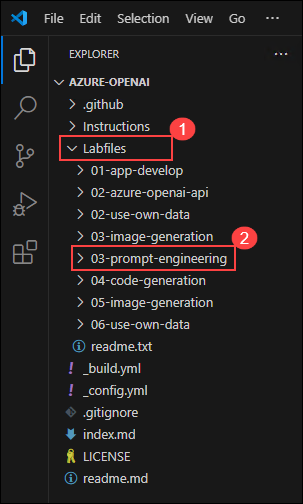 File Edit Selection View Go
EXPLORER ...
AZURE-OPENAI
.github
Instructions
1
Labfiles
01-app-develop
02-azure-openai-api
02-use-own-data
03-image-generation
2
03-prompt-engineering
04-code-generation
05-image-generation
06-use-own-data
readme.txt
! _build.yml
! _config.yml
.gitignore
index.md
LICENSE
readme.md